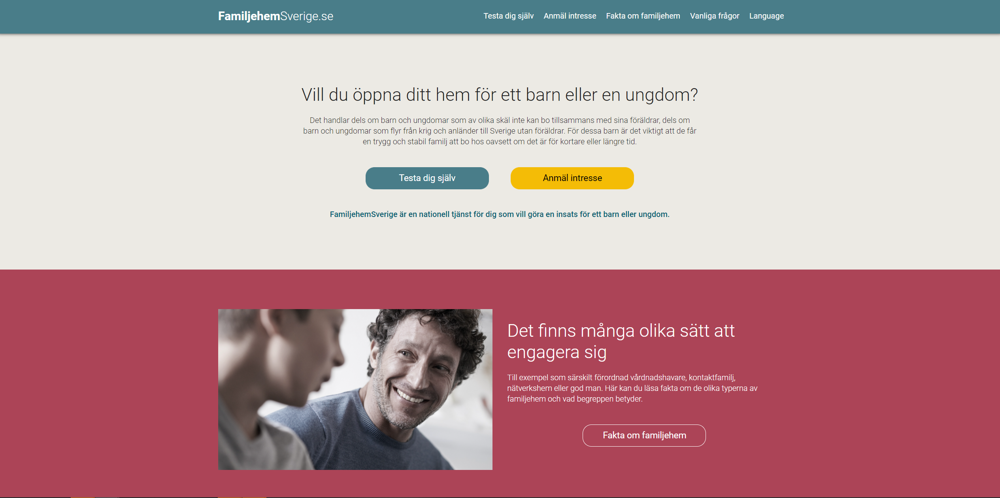 FamiljehemSverige.se
Testa dig själv
Anmäl intresse
Fakta om familjehem
Vanliga frågor
Language
Vill du öppna ditt hem för ett barn eller en ungdom?
Det handlar dels om barn och ungdomar som av olika skäl inte kan bo tillsammans med sina föräldrar, dels om
barn och ungdomar som flyr från krig och anländer till Sverige utan föräldrar. För dessa barn är det viktigt att de får
en trygg och stabil familj att bo hos oavsett om det är för kortare eller längre tid.
Testa dig själv
Anmäl intresse
FamiljehemSverige är en nationell tjänst för dig som vill göra en insats för ett barn eller ungdom.
Det finns många olika sätt att
engagera sig
Till exempel som särskilt förordnad vårdnadshavare, kontaktfamilj,
nätverkshem eller god man. Här kan du läsa fakta om de olika typerna av
familjehem och vad begreppen betyder.
Fakta om familjehem